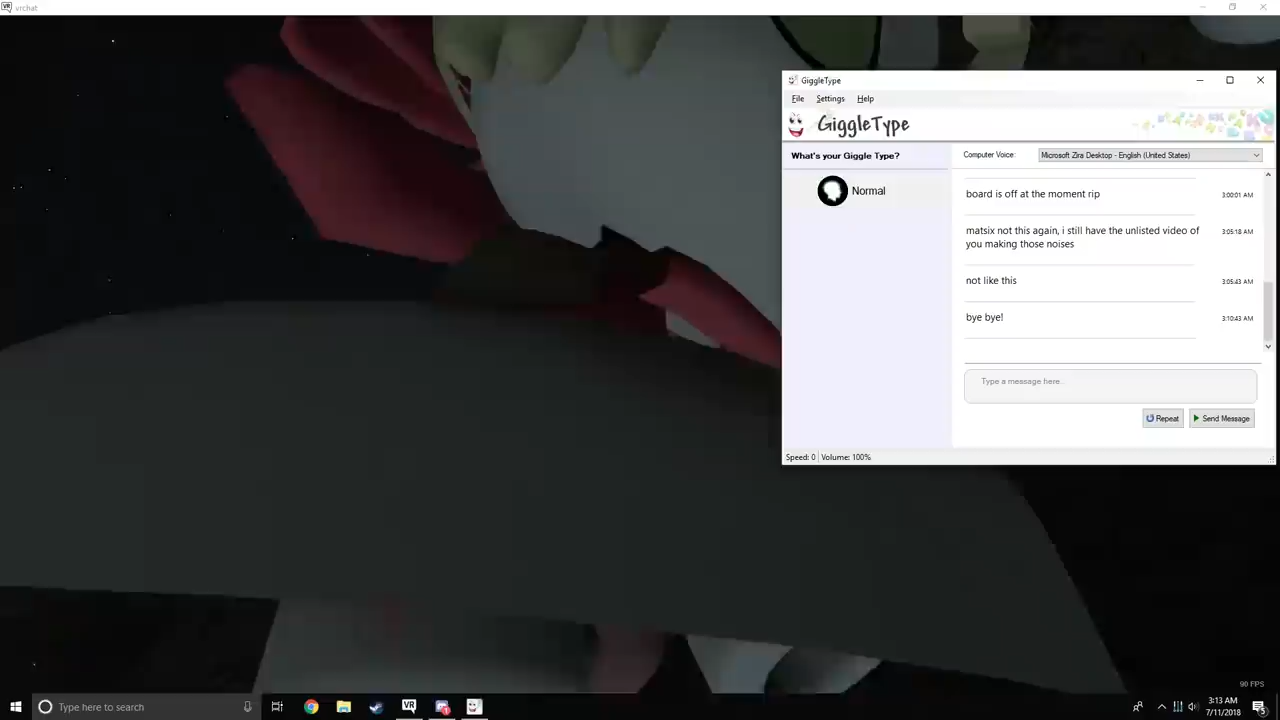 VR vrchat
GiggleType
File Settings Help
GiggleType
What's your Giggle Type?
Computer Voice: Microsoft Zira Desktop - English (United States)
Normal
board is off at the moment rip 3:00:01 AM
matsix not this again, i still have the unlisted video of 3:05:18 AM
you making those noises
not like this 3:05:43 AM
bye bye! 3:10:43 AM
Type a message here.
Repeat Send Message
Speed: 0 Volume: 100%
90 FPS
Type here to search
VR
3:13 AM
7/11/2018
5